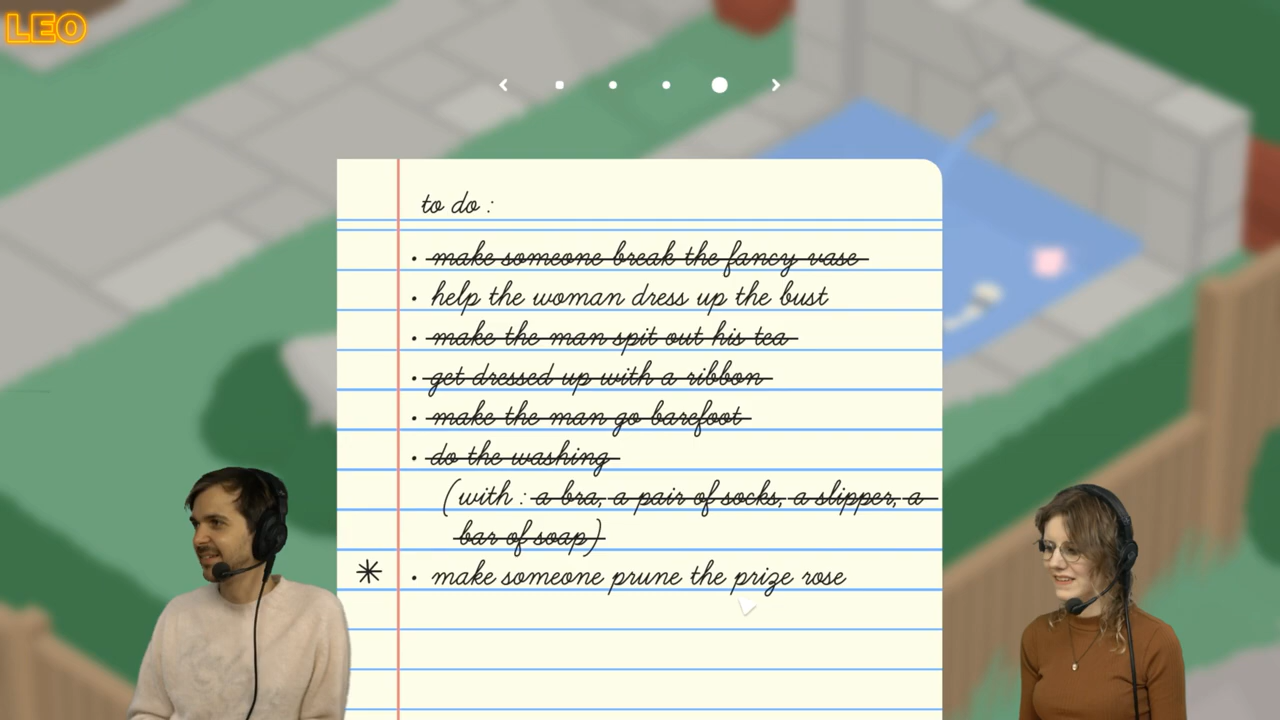 LEO
to do :
• make someone break the fancy vase
• help the woman dress up the bust
• make the man spit out his tea
• get dressed up with a ribbon
• make the man go barefoot
• do the washing
(with : a bra, a pair of socks, a slipper, a
bar of soap)
• make someone prune the prize rose